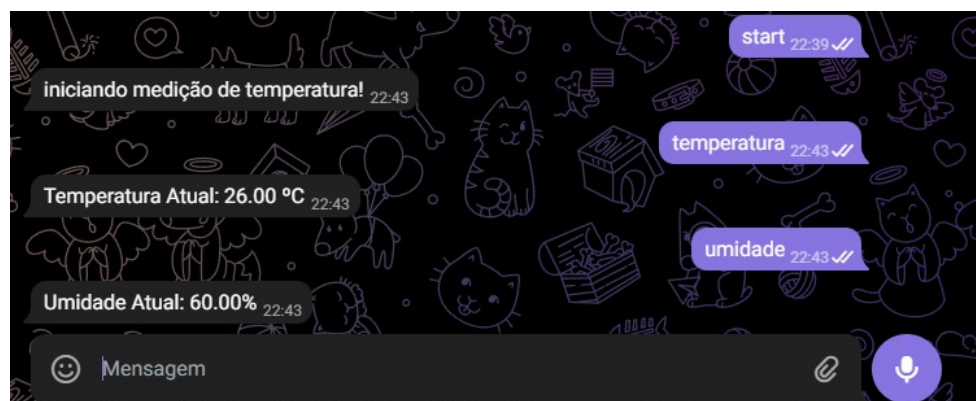 start 22:39
iniciando medição de temperatura! 22:43
temperatura 22:43
Temperatura Atual: 26.00 ºC 22:43
umidade 22:43
Umidade Atual: 60.00% 22:43
Mensagem